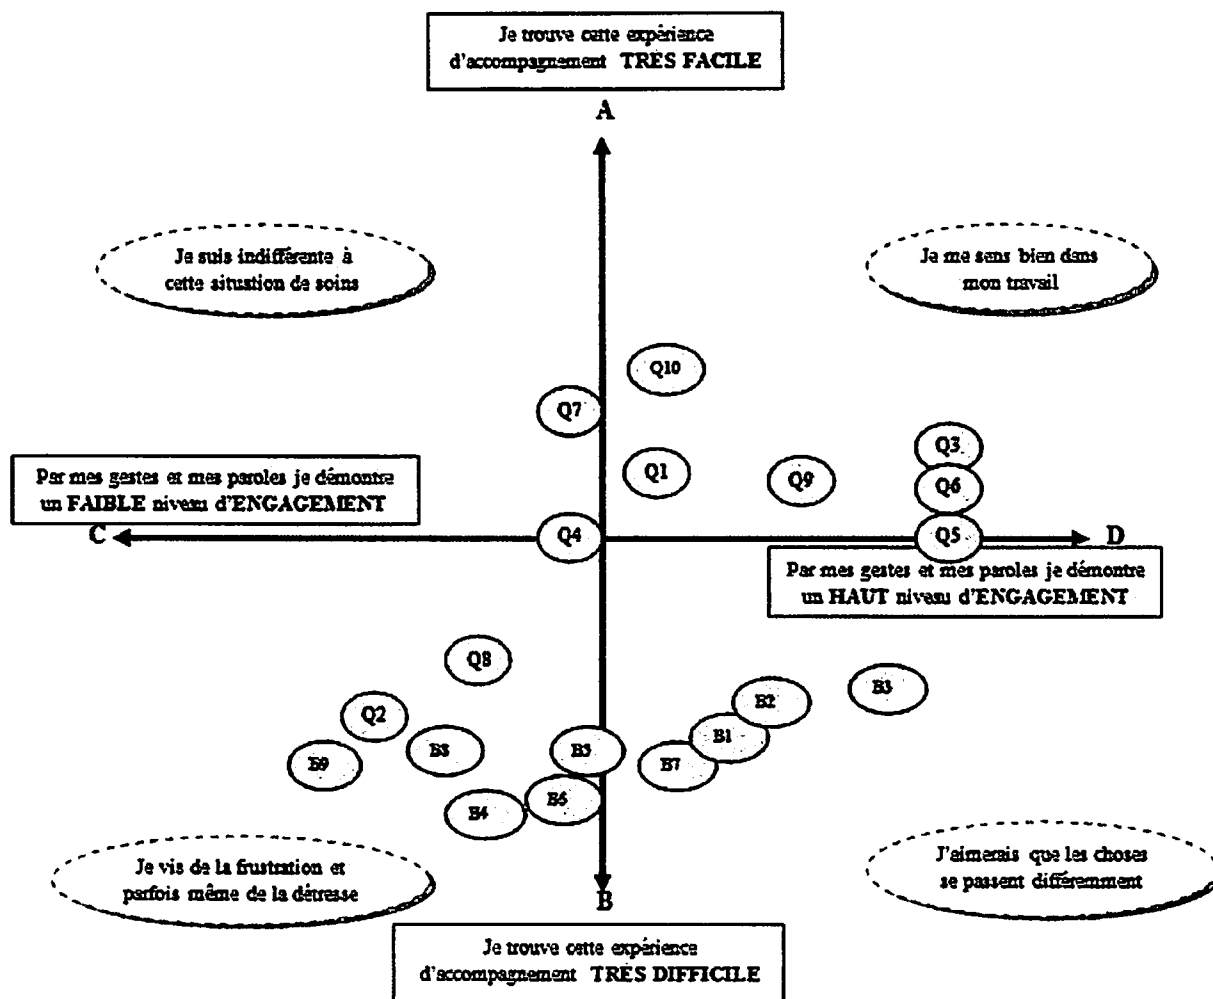 Je trouve cette expérience
d'accompagnement TRÈS FACILE
A
Je suis indifférente à
cette situation de soins
Je me sens bien dans
mon travail
Q10
Q7
Q3
Q1
Q9
Q6
Par mes gestes et mes paroles je démontre
un FAIBLE niveau d'ENGAGEMENT
C
Q4
Q5
D
Par mes gestes et mes paroles je démontre
un HAUT niveau d'ENGAGEMENT
Q8
B3
B2
Q2
B1
B8
B5
B7
B9
B4
Je vis de la frustration et
parfois même de la détresse
J'aimerais que les choses
se passent différemment
B
Je trouve cette expérience
d'accompagnement TRÈS DIFFICILE